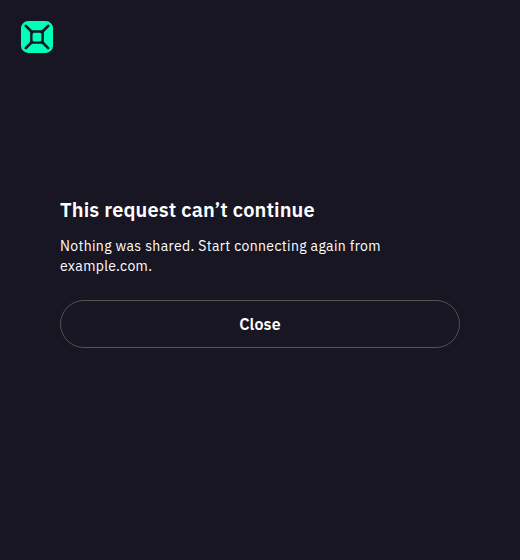 This request can’t continue
Nothing was shared. Start connecting again from
example.com.
Close